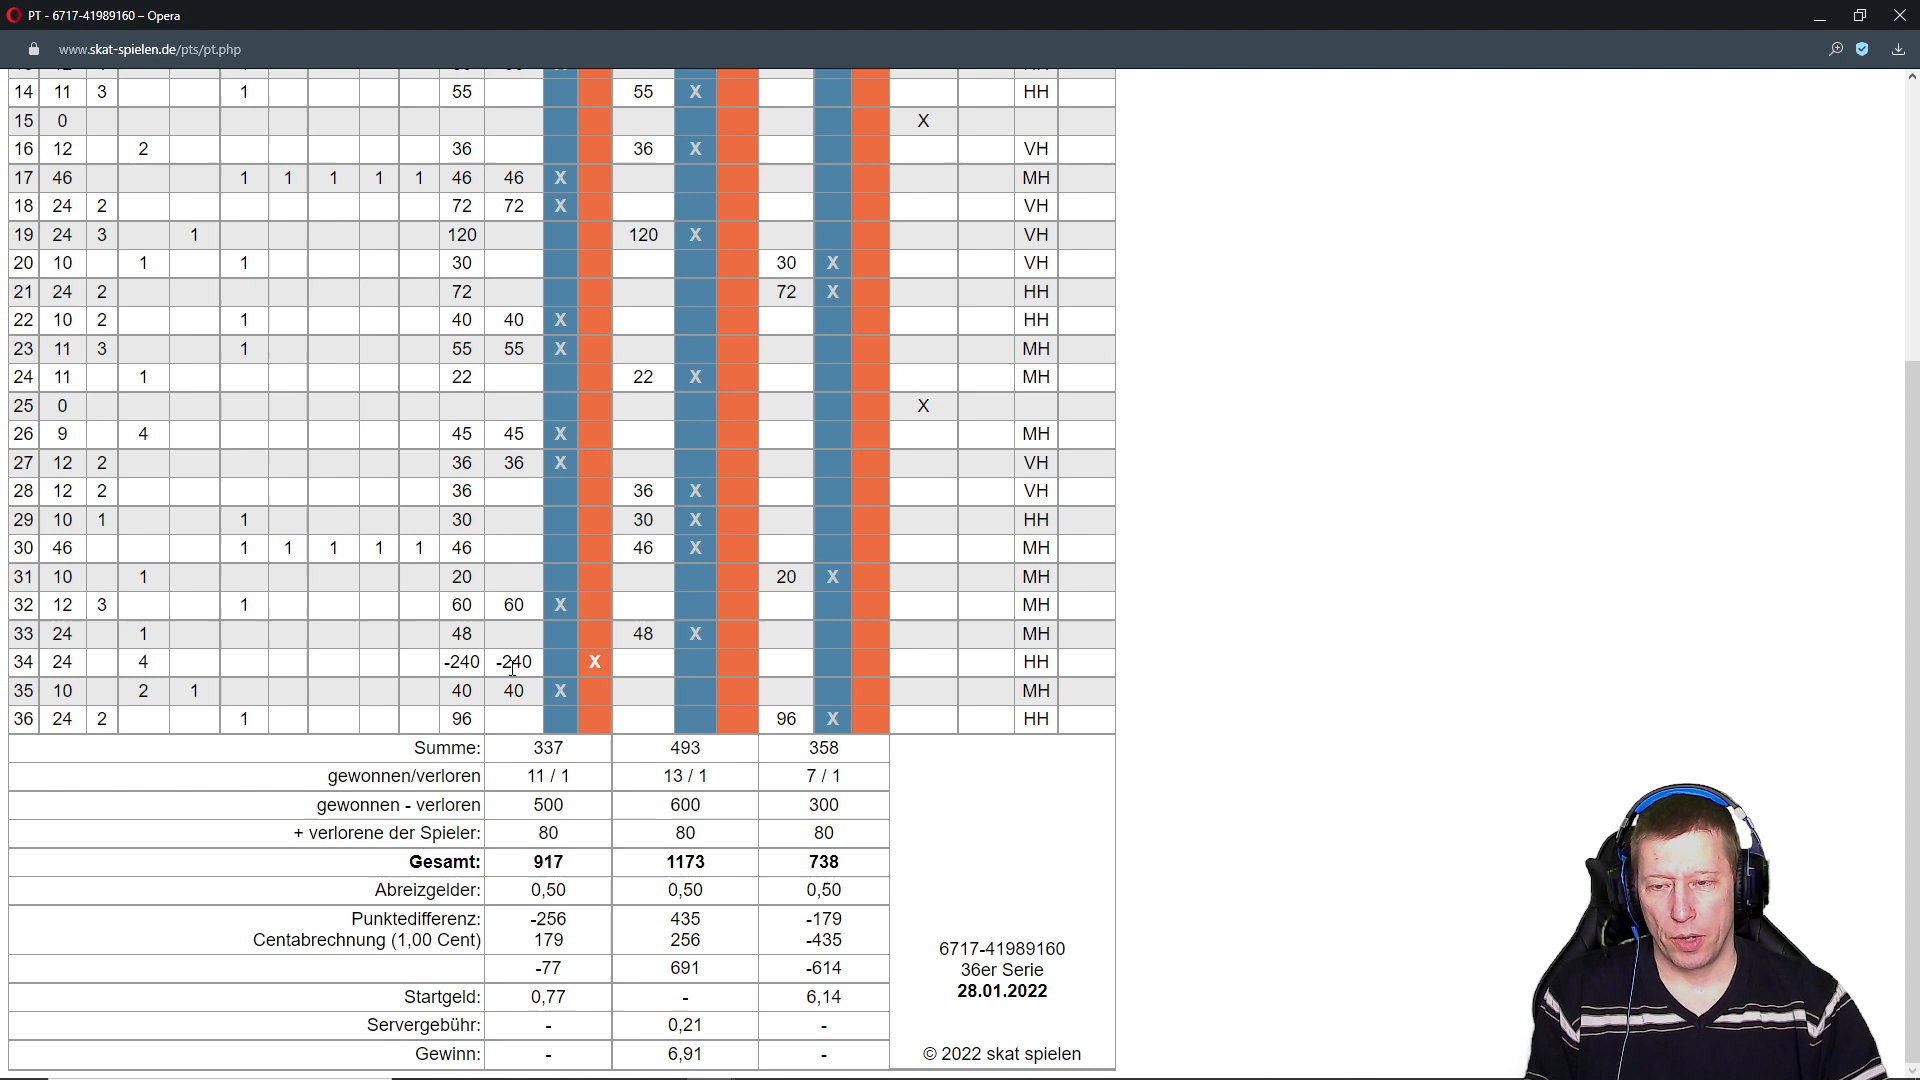 PT - 6717-41989160 – Opera
www.skat-spielen.de/pts/pt.php
14 11 3 1 55 55 X HH
15 0 X
16 12 2 36 36 X VH
17 46 1 1 1 1 1 46 46 X MH
18 24 2 72 72 X VH
19 24 3 1 120 120 X VH
20 10 1 1 30 30 X VH
21 24 2 72 72 X HH
22 10 2 1 40 40 X HH
23 11 3 1 55 55 X MH
24 11 1 22 22 X MH
25 0 X
26 9 4 45 45 X MH
27 12 2 36 36 X VH
28 12 2 36 36 X VH
29 10 1 1 30 30 X HH
30 46 1 1 1 1 1 46 46 X MH
31 10 1 20 20 X MH
32 12 3 1 60 60 X MH
33 24 1 48 48 X MH
34 24 4 -240 -240 X HH
35 10 2 1 40 40 X MH
36 24 2 1 96 96 X HH
Summe: 337 493 358
gewonnen/verloren 11 / 1 13 / 1 7 / 1
gewonnen - verloren 500 600 300
+ verlorene der Spieler: 80 80 80
Gesamt: 917 1173 738
Abreizgelder: 0,50 0,50 0,50
Punktedifferenz: -256 435 -179
Centabrechnung (1,00 Cent) 179 256 -435
-77 691 -614
Startgeld: 0,77 - 6,14
Servergebühr: - 0,21 -
Gewinn: - 6,91 -
6717-41989160
36er Serie
28.01.2022
© 2022 skat spielen